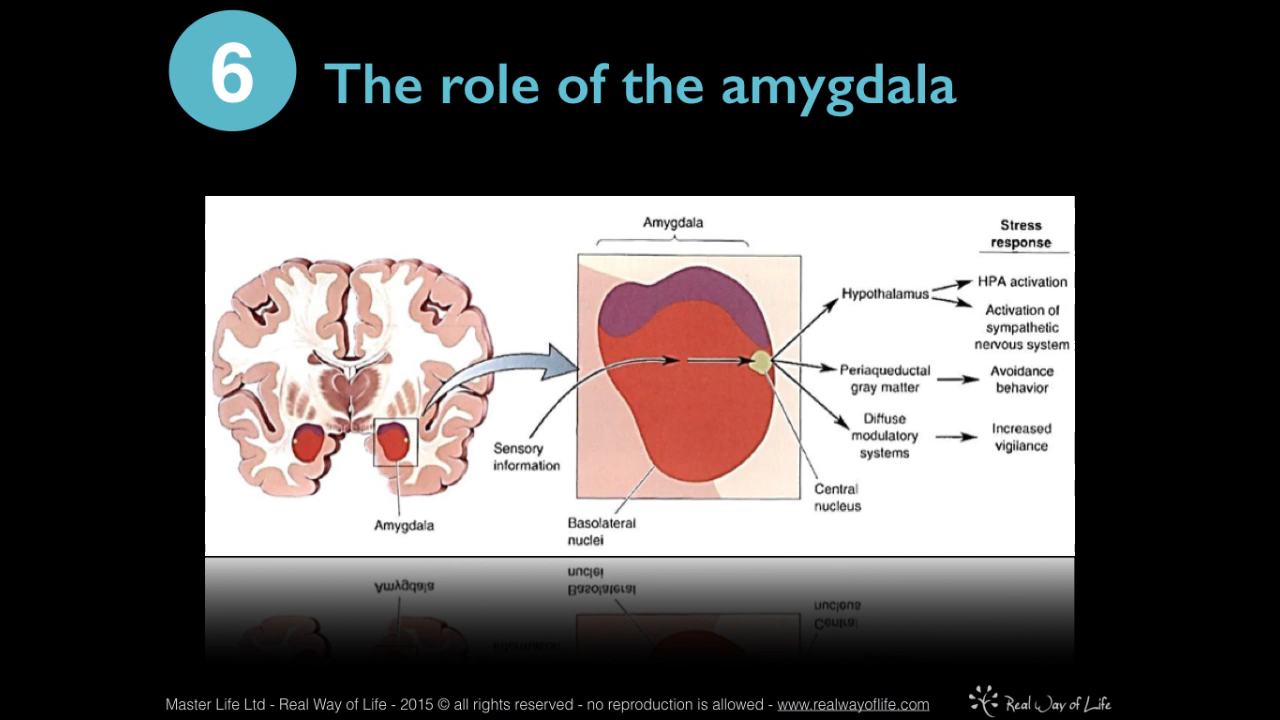 6
The role of the amygdala
Amygdala
Stress
response
Hypothalamus
HPA activation
Activation of
sympathetic
nervous system
Periaqueductal
gray matter
Avoidance
behavior
Diffuse
modulatory
systems
Increased
vigilance
Sensory
information
Central
nucleus
Amygdala
Basolateral
nuclei
Master Life Ltd - Real Way of Life - 2015 © all rights reserved - no reproduction is allowed - www.realwayoflife.com
Real Way of Life